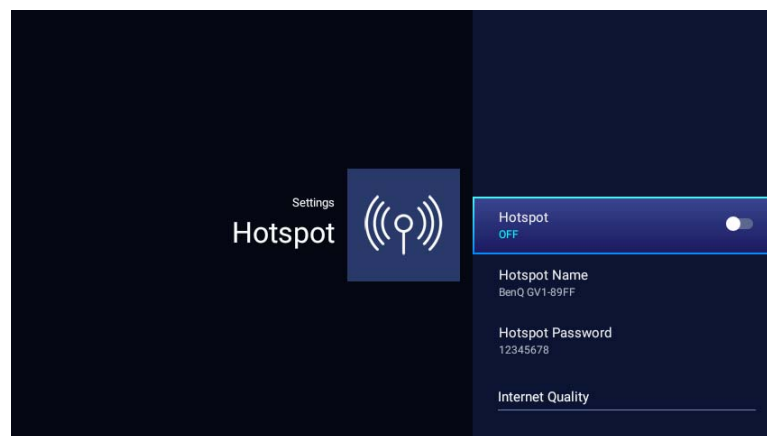 Settings
Hotspot
Hotspot
OFF
Hotspot Name
BenQ GV1-89FF
Hotspot Password
12345678
Internet Quality